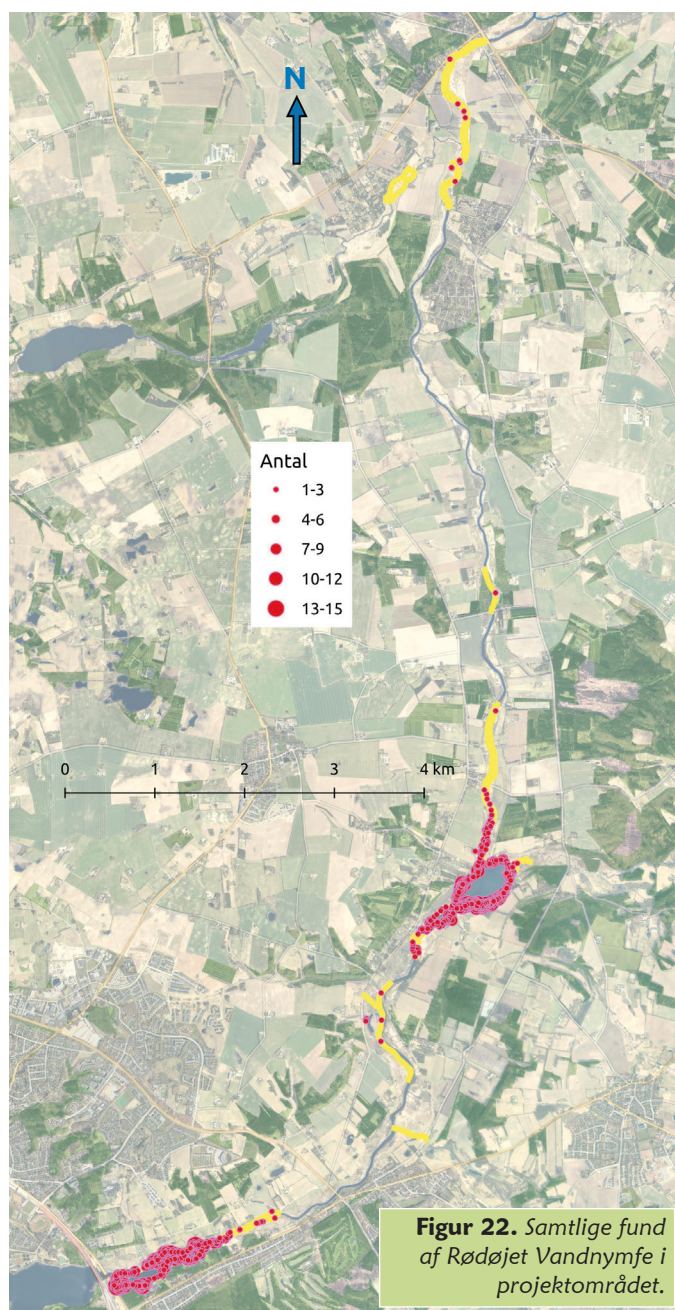 N
Antal
1-3
4-6
7-9
10-12
13-15
0 1 2 3 4 km
Figur 22. Samtlige fund
af Rødøjet Vandnymfe i
projektområdet.